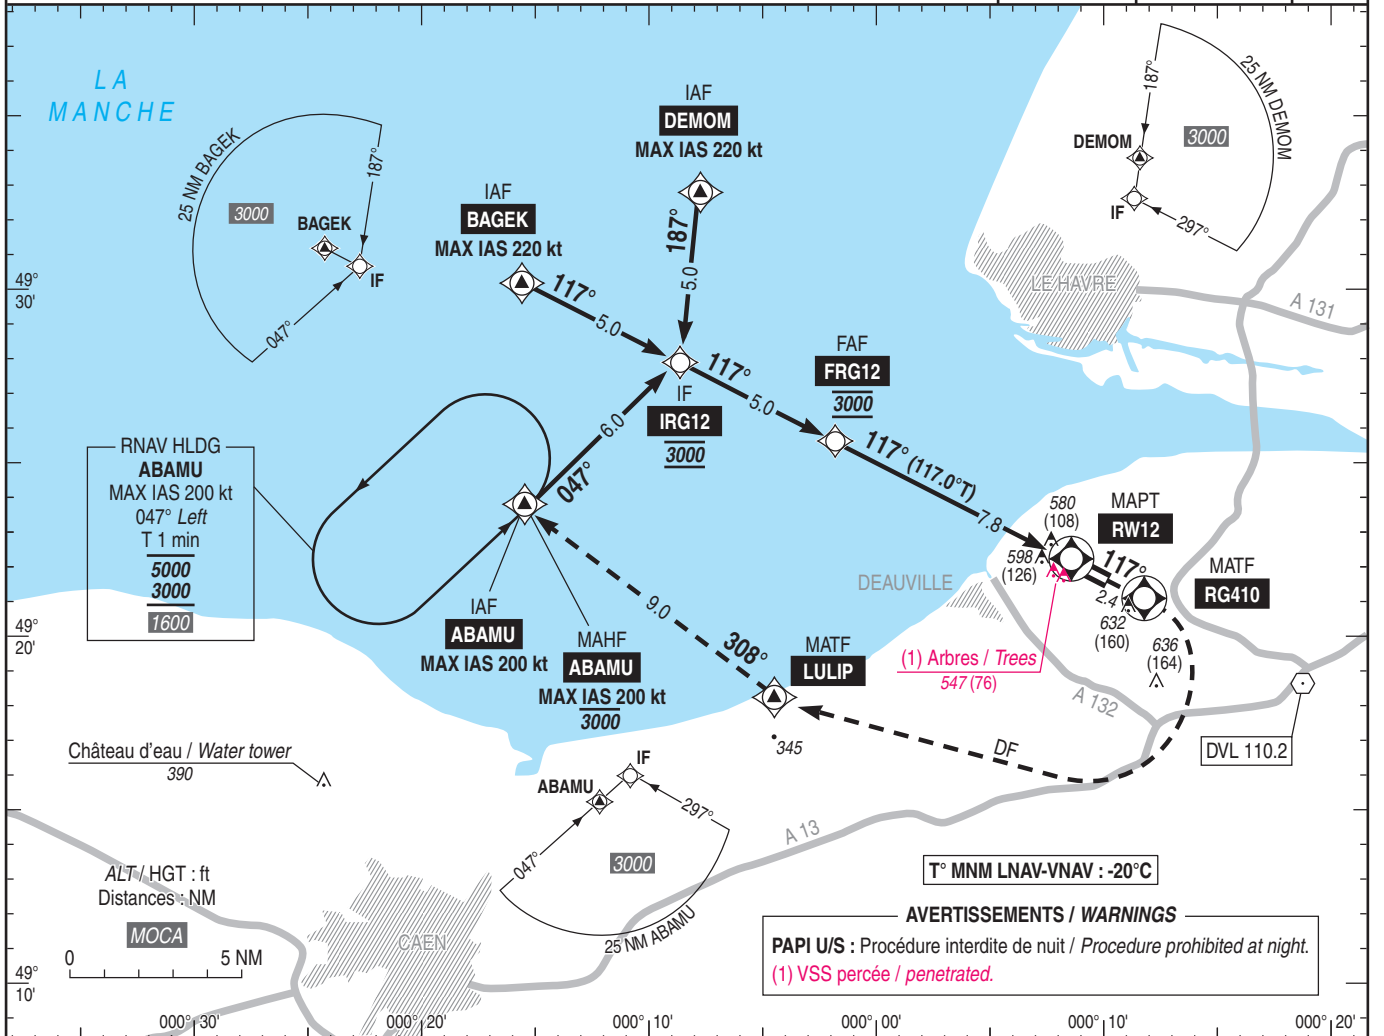 LA
MANCHE
25 NM BAGEK
3000
187°
BAGEK
IF
047°
IAF
BAGEK
MAX IAS 220 kt
IAF
DEMOM
MAX IAS 220 kt
187°
5.0
117°
5.0
187°
25 NM DEMOM
DEMOM
3000
IF
297°
LE HAVRE
A 131
49°
30'
117°
5.0
IF
IRG12
3000
FAF
FRG12
3000
6.0
047°
117° (117.0°T)
7.8
RNAV HLDG
ABAMU
MAX IAS 200 kt
047° Left
T 1 min
5000
3000
1600
580
(108)
598
(126)
MAPT
RW12
117°
2.4
MATF
RG410
632
(160)
636
(164)
DEAUVILLE
(1) Arbres / Trees
547 (76)
A 132
49°
20'
IAF
ABAMU
MAX IAS 200 kt
MAHF
ABAMU
MAX IAS 200 kt
3000
9.0
308°
MATF
LULIP
345
DF
DVL 110.2
Château d'eau / Water tower
390
ABAMU
IF
047°
297°
3000
25 NM ABAMU
A 13
CAEN
ALT / HGT : ft
Distances : NM
MOCA
0 5 NM
T° MNM LNAV-VNAV : -20°C
AVERTISSEMENTS / WARNINGS
PAPI U/S : Procédure interdite de nuit / Procedure prohibited at night.
(1) VSS percée / penetrated.
49°
10'
000° 30' 000° 20' 000° 10' 000° 00' 000° 10' 000° 20'